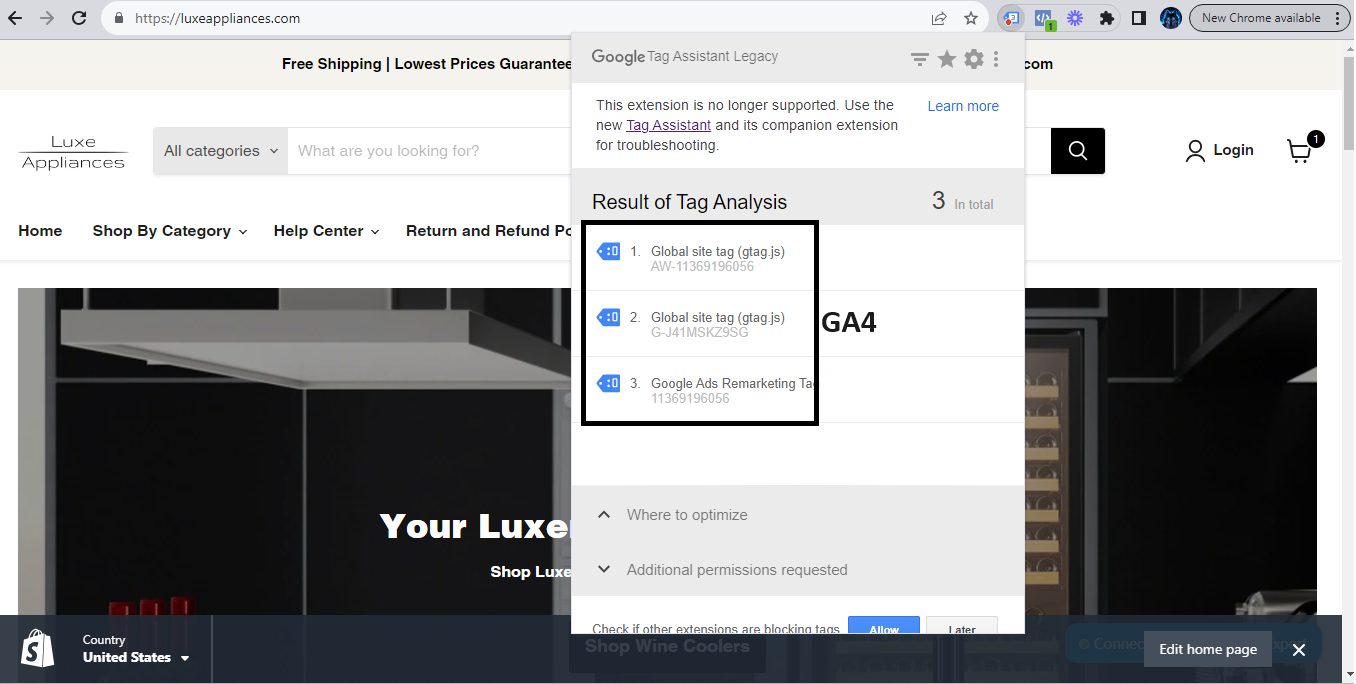 https://luxeappliances.com
1
New Chrome available
Free Shipping | Lowest Prices Guarantee
com
Google Tag Assistant Legacy
This extension is no longer supported. Use the
new Tag Assistant and its companion extension
for troubleshooting.
Learn more
Luxe
Appliances
All categories
What are you looking for?
Login
1
Result of Tag Analysis
3 In total
Home
Shop By Category
Help Center
Return and Refund Po
1. Global site tag (gtag.js)
AW-11369196056
2. Global site tag (gtag.js)
G-J41MSKZ9SG
GA4
3. Google Ads Remarketing Ta
11369196056
Where to optimize
Your Luxe
Shop Luxe
Additional permissions requested
Check if other extensions are blocking tags
Allow
Later
Shop Wine Coolers
Country
United States
Connec
Edit home page